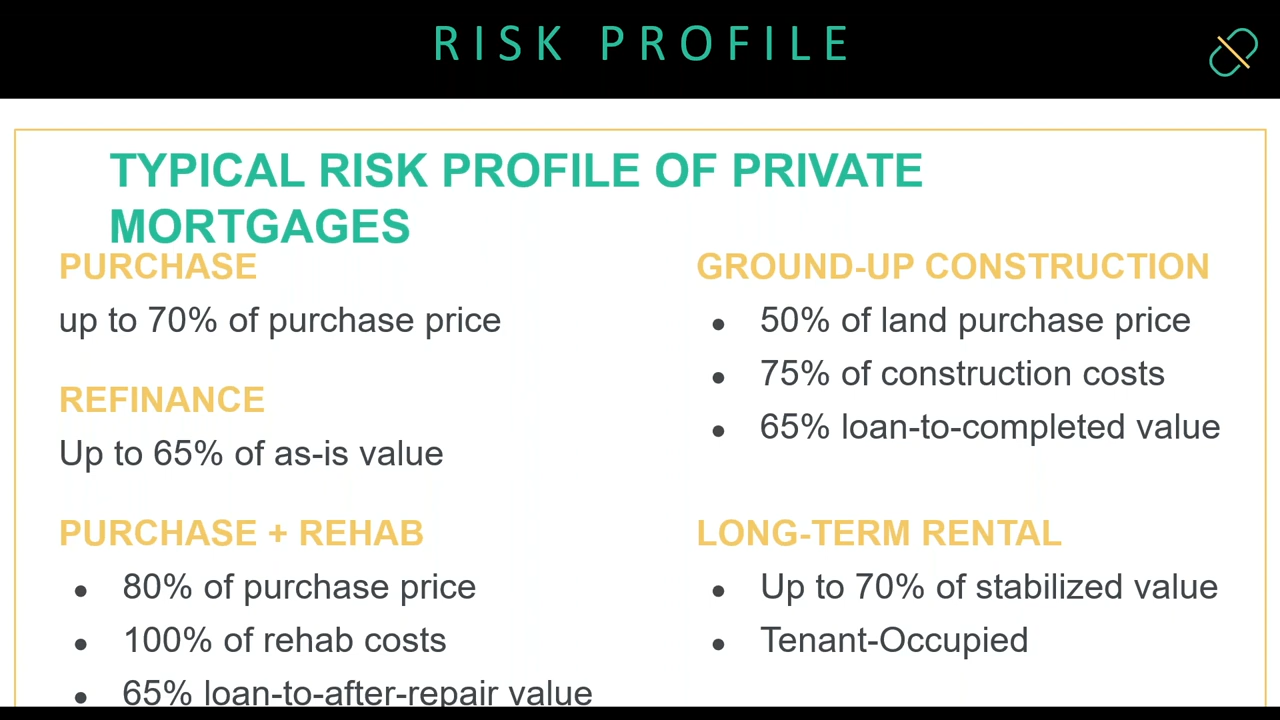 RISK PROFILE
TYPICAL RISK PROFILE OF PRIVATE
MORTGAGES
PURCHASE
up to 70% of purchase price
REFINANCE
Up to 65% of as-is value
PURCHASE + REHAB
• 80% of purchase price
• 100% of rehab costs
• 65% loan-to-after-repair value
GROUND-UP CONSTRUCTION
• 50% of land purchase price
• 75% of construction costs
• 65% loan-to-completed value
LONG-TERM RENTAL
• Up to 70% of stabilized value
• Tenant-Occupied